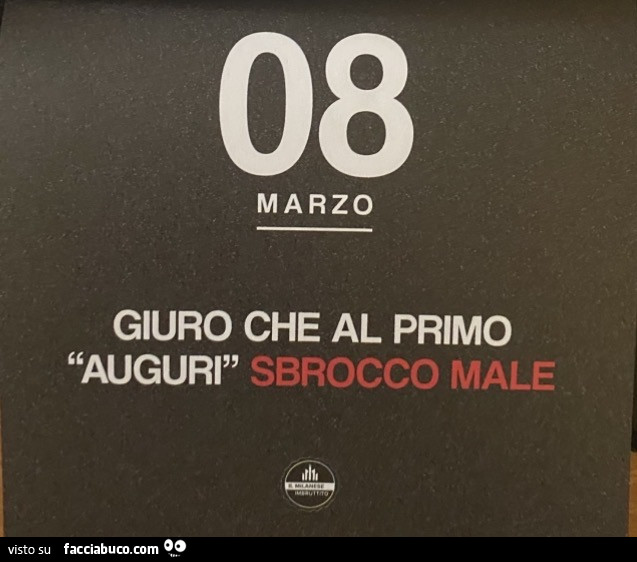 08
MARZO
GIURO CHE AL PRIMO
“AUGURI” SBROCCO MALE
IL MILANESE
IMBRUTTITO
visto su facciabuco.com